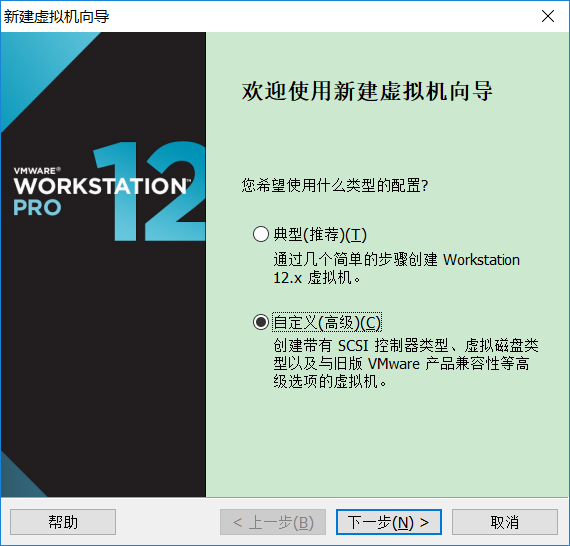 新建虚拟机向导
VMWARE®
WORKSTATION™
PRO
12
欢迎使用新建虚拟机向导
您希望使用什么类型的配置?
典型(推荐)(T)
通过几个简单的步骤创建 Workstation
12.x 虚拟机。
自定义(高级)(C)
创建带有 SCSI 控制器类型、虚拟磁盘类
型以及与旧版 VMware 产品兼容性等高
级选项的虚拟机。
帮助
< 上一步(B)
下一步(N) >
取消